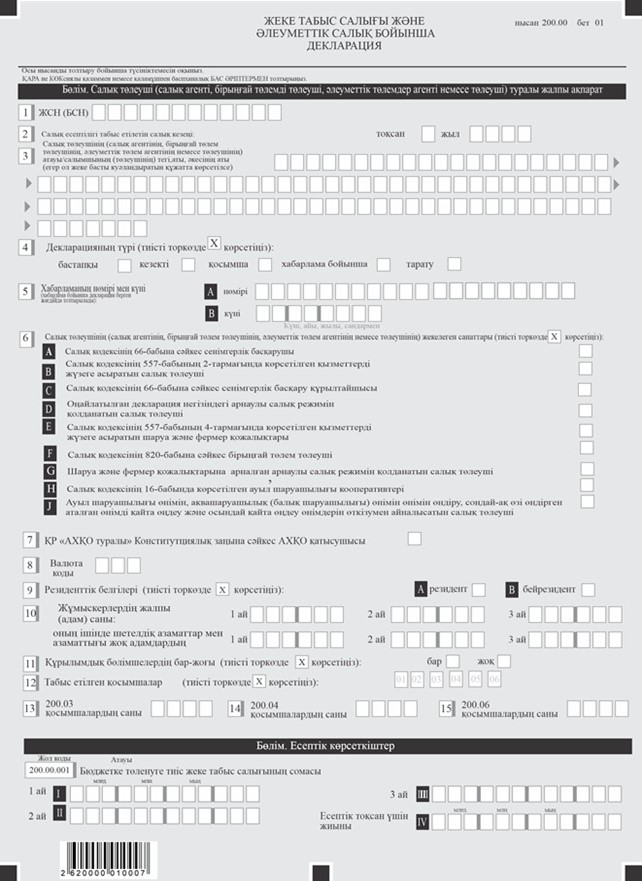 ЖЕКЕ ТАБЫС САЛЫҒЫ ЖӘНЕ
ӘЛЕУМЕТТІК САЛЫҚ БОЙЫНША
ДЕКЛАРАЦИЯ
нысан 200.00 бет 01
Осы нысанды толтыру бойынша түсініктемесін оқыңыз.
ҚАРА не КӨК сиялы қаламмен немесе қаламұшпен баспаханалық БАС ӘРІПТЕРМЕН толтырыңыз.
Бөлім. Салық төлеуші (салық агенті, бірыңғай төлемді төлеуші, әлеуметтік төлемдер агенті немесе төлеуші) туралы жалпы ақпарат
1 ЖСН (БСН)
2 Салық есептілігі табыс етілетін салық кезеңі: тоқсан жыл
3 Салық төлеушінің (салық агентінің, бірыңғай төлем
төлеушінің, әлеуметтік төлем агентінің немесе төлеушінің)
атауы/салымшының (төлеушінің) тегі,аты, әкесінің аты
(егер ол жеке басты куәландыратын құжатта көрсетілсе)
4 Декларацияның түрі (тиісті торкөзде X көрсетіңіз):
бастапқы кезекті қосымша хабарлама бойынша тарату
5 Хабарламаның нөмірі мен күні
(хабарлама бойынша декларация берген
жағдайда толтырылады):
A нөмірі
B күні
Күні, айы, жылы, сандармен
6 Салық төлеушінің (салық агентінің, бірыңғай төлем төлеушінің, әлеуметтік төлем агентінің немесе төлеушінің) жекелеген санаттары (тиісті торкөзде X көрсетіңіз):
A Салық кодексінің 66-бабына сәйкес сенімгерлік басқарушы
B Салық кодексінің 557-бабының 2-тармағында көрсетілген қызметтерді
жүзеге асыратын салық төлеуші
C Салық кодексінің 66-бабына сәйкес сенімгерлік басқару құрылтайшысы
D Оңайлатылған декларация негізіндегі арнаулы салық режимін
қолданатын салық төлеуші
E Салық кодексінің 557-бабының 4-тармағында көрсетілген қызметтерді
жүзеге асыратын шаруа және фермер қожалықтары
F Салық кодексінің 820-бабына сәйкес бірыңғай төлем төлеуші
G Шаруа және фермер қожалықтарына арналған арнаулы салық режимін қолданатын салық төлеуші
H Салық кодексінің 16-бабында көрсетілген ауыл шаруашылығы кооперативтері
J Ауыл шаруашылығы өнімін, аквашаруашылық (балық шаруашылығы) өнімін өнімін өндіру, сондай-ақ өзі өндірген
аталған өнімді қайта өңдеу және осындай қайта өңдеу өнімдерін өткізумен айналысатын салық төлеуші
7 ҚР «АХҚО туралы» Конституциялық заңына сәйкес АХҚО қатысушысы
8 Валюта
коды
9 Резиденттік белгілері (тиісті торкөзде X көрсетіңіз): A резидент B бейрезидент
10 Жұмыскерлердің жалпы
(адам) саны: 1 ай 2 ай 3 ай
оның ішінде шетелдік азаматтар мен
азаматтығы жоқ адамдардың 1 ай 2 ай 3 ай
11 Құрылымдық бөлімшелердің бар-жоғы (тиісті торкөзде X көрсетіңіз): бар жоқ
12 Табыс етілген қосымшалар (тиісті торкөзде X көрсетіңіз): 01 02 03 04 05 06
13 200.03
қосымшалардың саны
14 200.04
қосымшалардың саны
15 200.06
қосымшалардың саны
Бөлім. Есептік көрсеткіштер
Жол коды Атауы
200.00.001 Бюджетке төленуге тиіс жеке табыс салығының сомасы
млрд млн мың
1 ай I
3 ай III
млрд млн мың
2 ай II
Есептік тоқсан үшін
жиыны IV
2 620000 010007